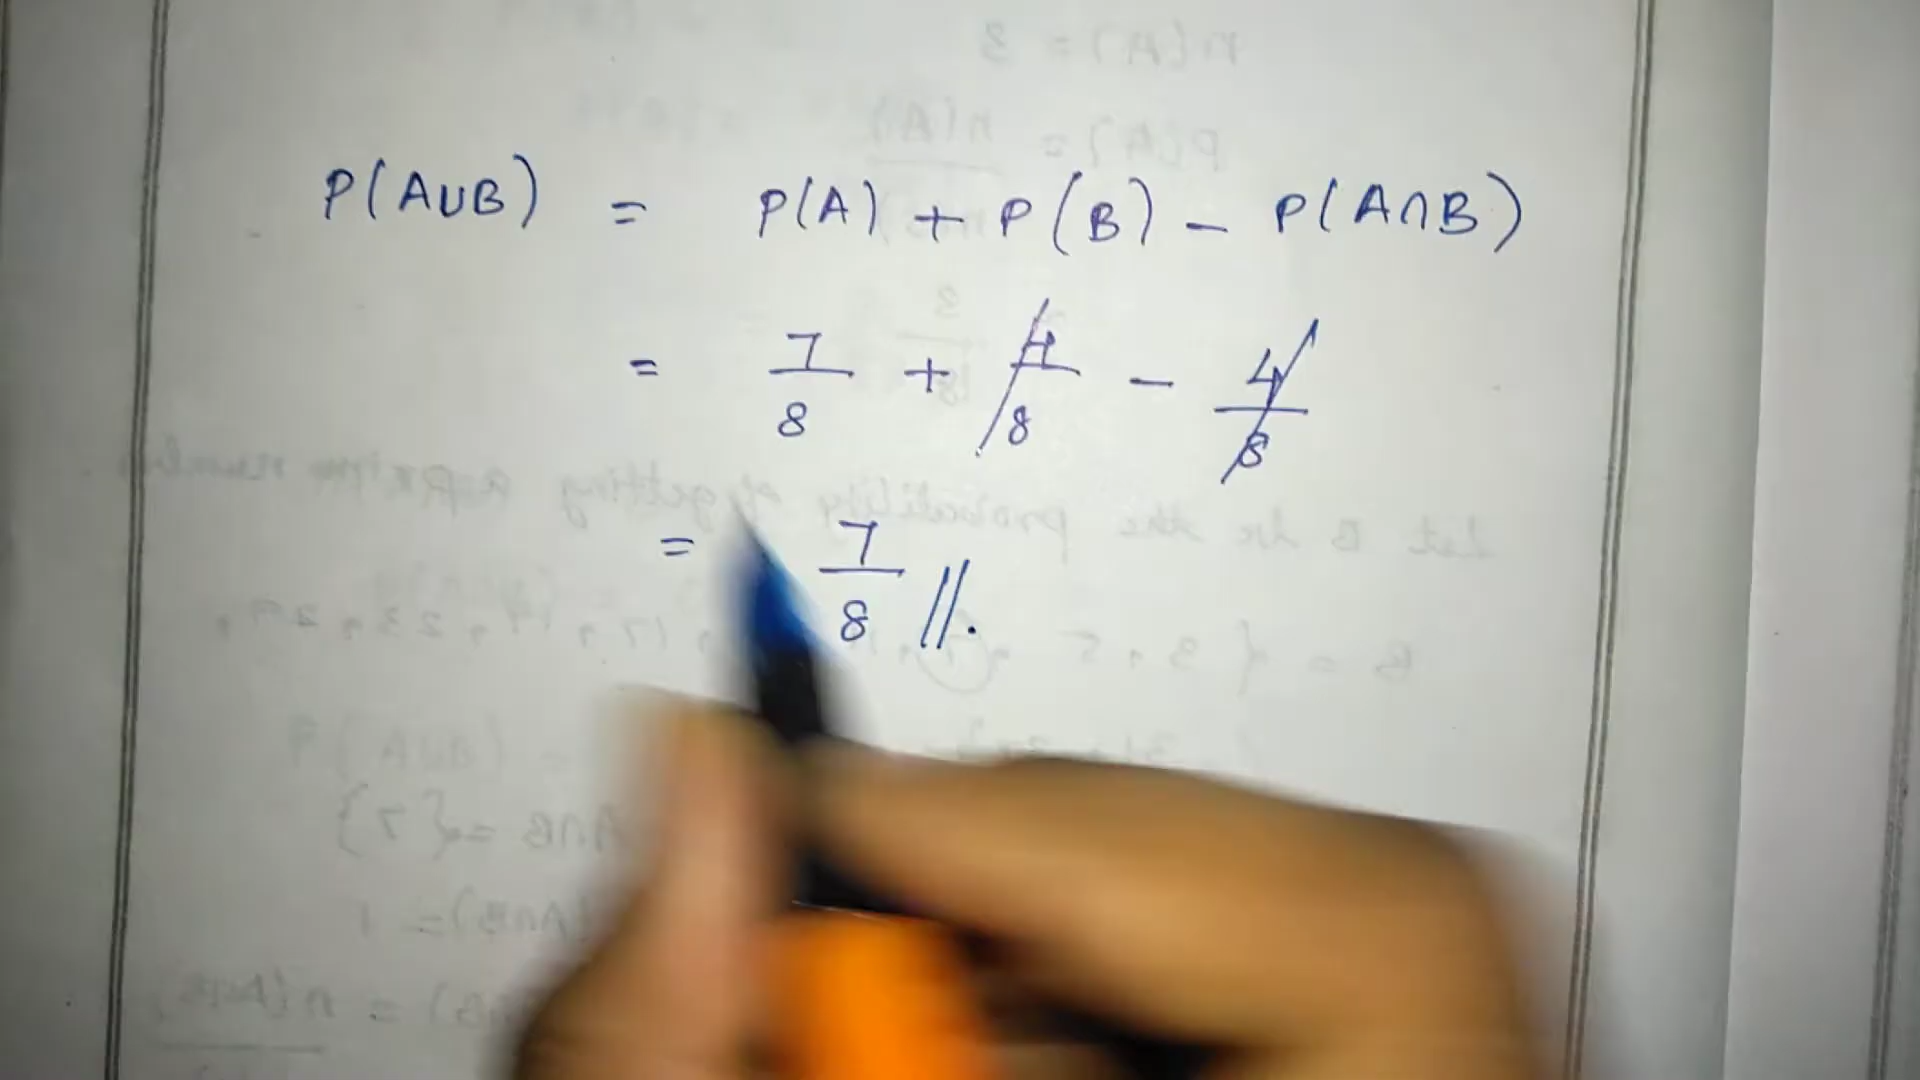 P(A∪B) = P(A) + P(B) - P(A∩B)
= 7/8 + 4/8 - 4/8
= 7/8 //.